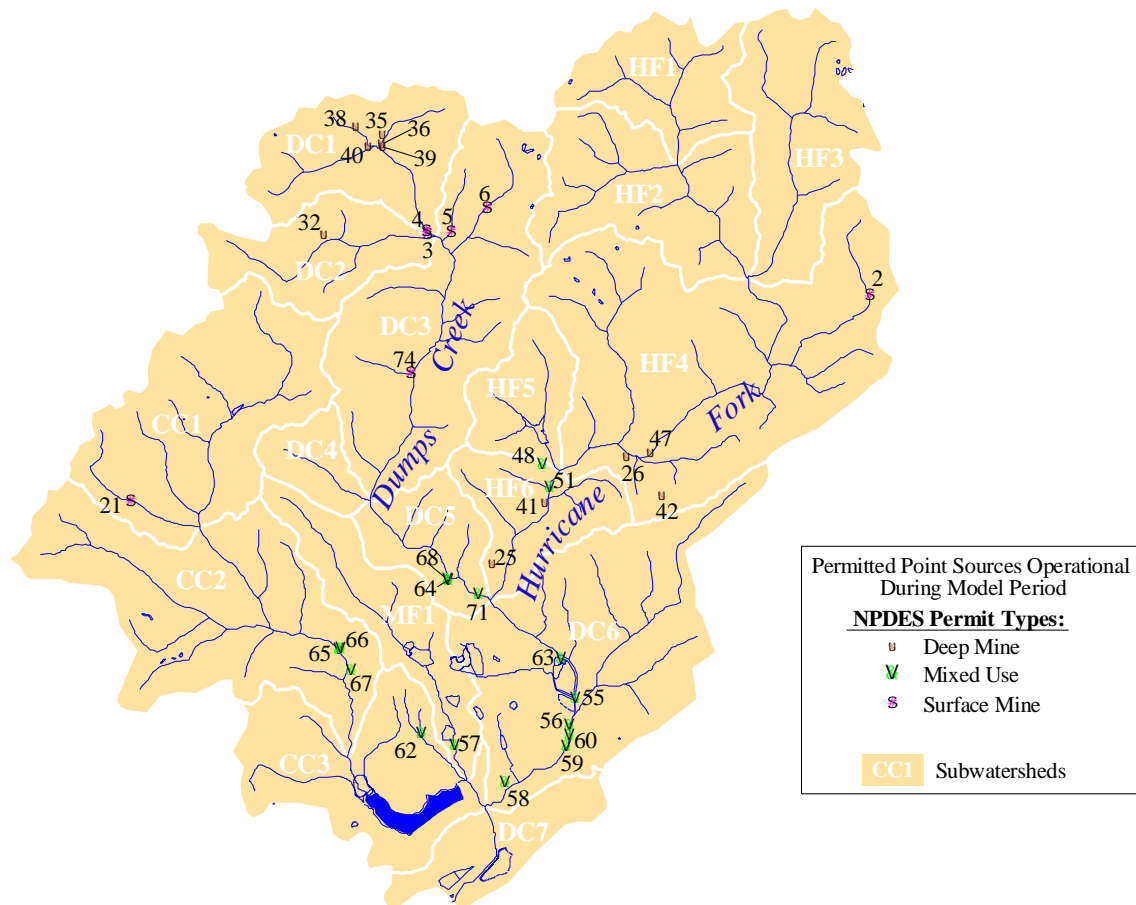 HF1
38
35
36
DC1
40
39
HF3
HF2
6
4
5
3
32
DC2
2
DC3
Creek
74
HF4
HF5
Fork
CC1
DC4
47
48
26
Dumps
51
HF6
41
42
21
Hurricane
DC5
25
68
64
CC2
71
MF1
DC6
66
65
63
67
55
56
60
62
57
59
CC3
58
DC7
Permitted Point Sources Operational
During Model Period
NPDES Permit Types:
u Deep Mine
V Mixed Use
S Surface Mine
CC1 Subwatersheds